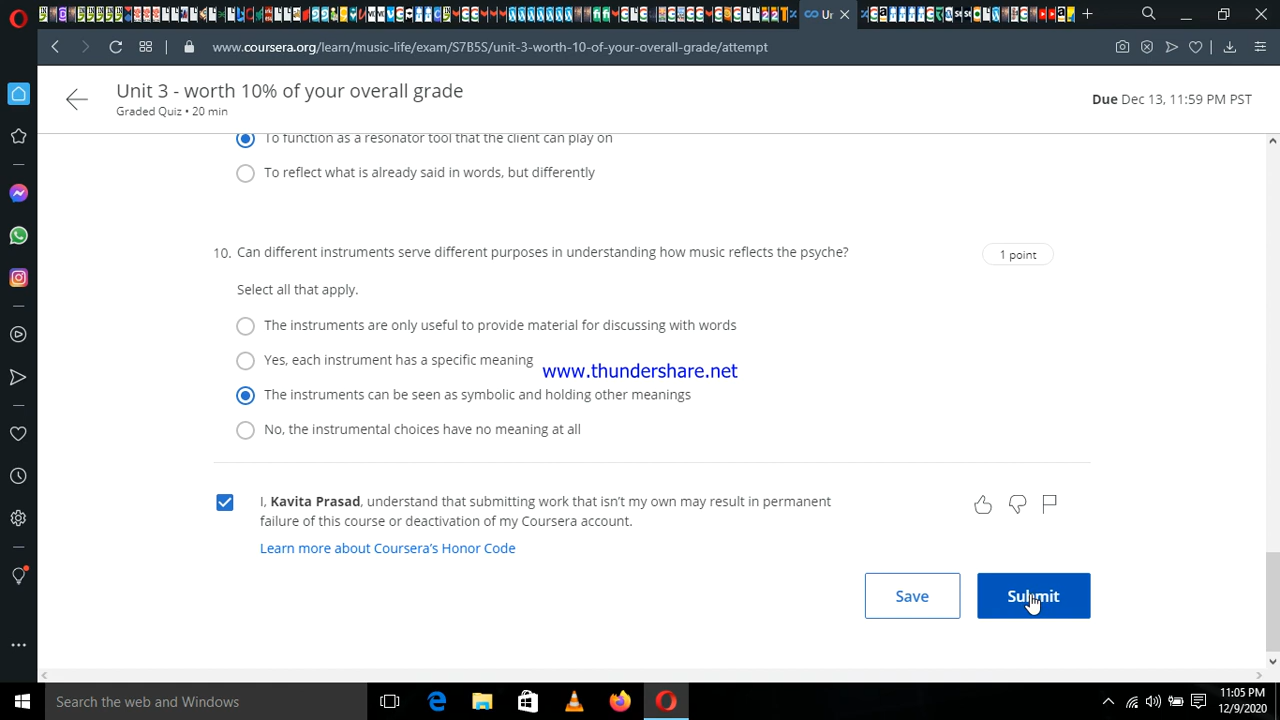 Ur
www.coursera.org/learn/music-life/exam/S7B5S/unit-3-worth-10-of-your-overall-grade/attempt
Unit 3 - worth 10% of your overall grade
Graded Quiz • 20 min
Due Dec 13, 11:59 PM PST
To function as a resonator tool that the client can play on
To reflect what is already said in words, but differently
10. Can different instruments serve different purposes in understanding how music reflects the psyche?
1 point
Select all that apply.
The instruments are only useful to provide material for discussing with words
Yes, each instrument has a specific meaning
www.thundershare.net
The instruments can be seen as symbolic and holding other meanings
No, the instrumental choices have no meaning at all
I, Kavita Prasad, understand that submitting work that isn't my own may result in permanent
failure of this course or deactivation of my Coursera account.
Learn more about Coursera's Honor Code
Save
Submit
Search the web and Windows
11:05 PM
12/9/2020